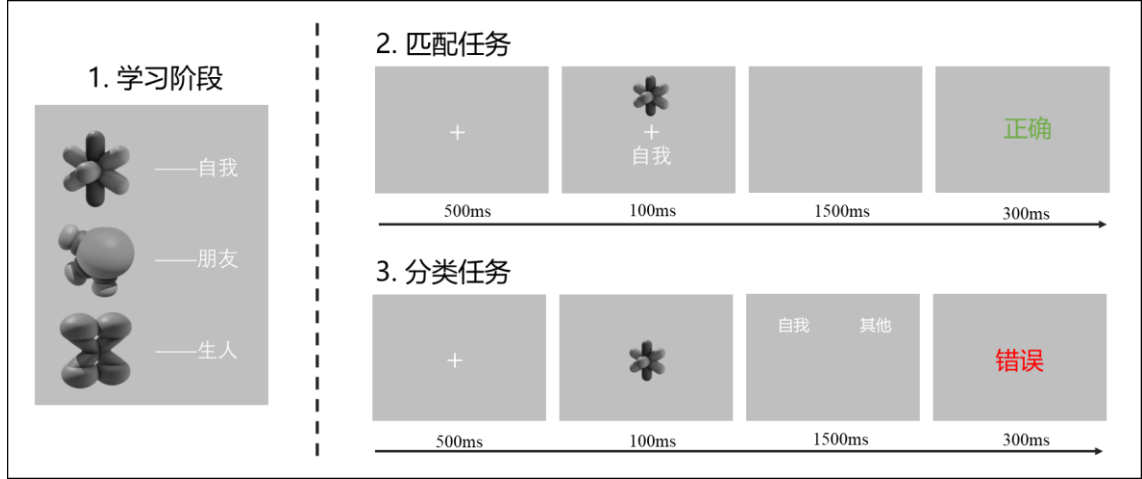 1. 学习阶段
——自我
——朋友
——生人
2. 匹配任务
+
+
自我
正确
500ms
100ms
1500ms
300ms
3. 分类任务
+
自我
其他
错误
500ms
100ms
1500ms
300ms